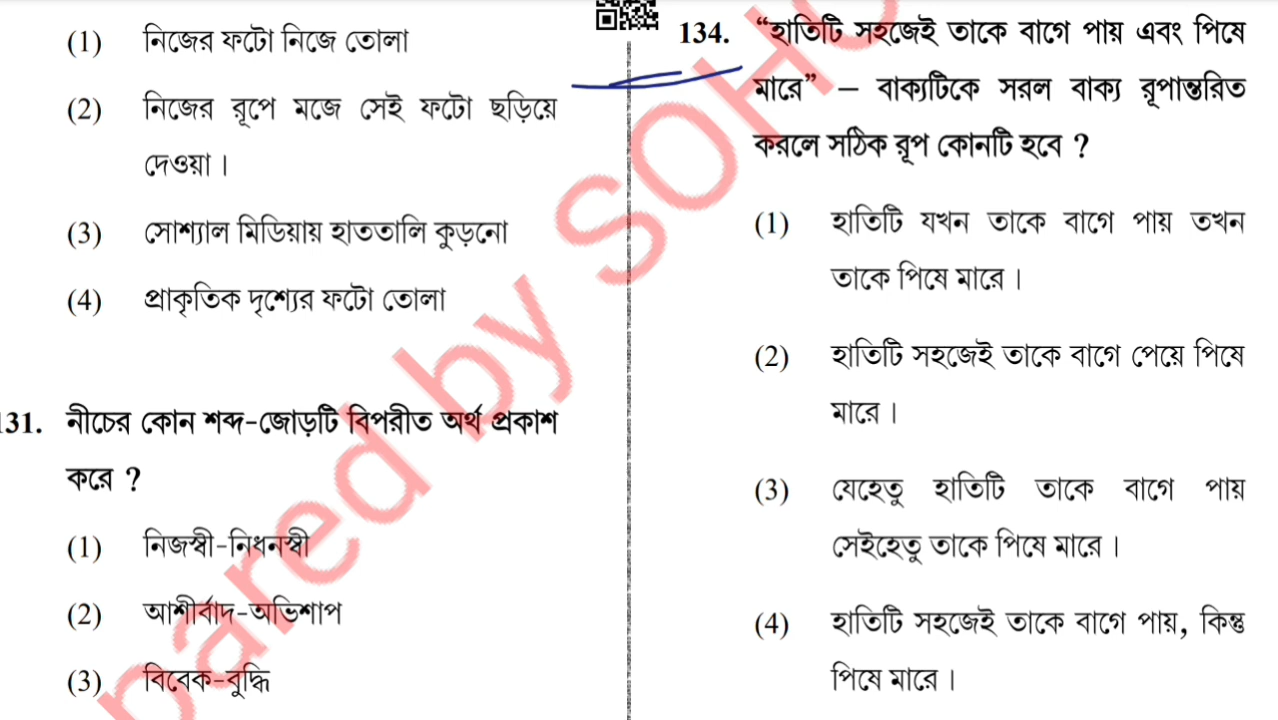 (1) নিজের ফটো নিজে তোলা
(2) নিজের রূপে মজে সেই ফটো ছড়িয়ে
দেওয়া।
(3) সোশ্যাল মিডিয়ায় হাততালি কুড়নো
(4) প্রাকৃতিক দৃশ্যের ফটো তোলা
131. নীচের কোন শব্দ-জোড়টি বিপরীত অর্থ প্রকাশ
করে ?
(1) নিজস্বী-নিধনস্বী
(2) আশীর্বাদ-অভিশাপ
(3) বিবেক-বুদ্ধি
134. “হাতিটি সহজেই তাকে বাগে পায় এবং পিষে
মারে” – বাক্যটিকে সরল বাক্য রূপান্তরিত
করলে সঠিক রূপ কোনটি হবে ?
(1) হাতিটি যখন তাকে বাগে পায় তখন
তাকে পিষে মারে।
(2) হাতিটি সহজেই তাকে বাগে পেয়ে পিষে
মারে।
(3) যেহেতু হাতিটি তাকে বাগে পায়
সেইহেতু তাকে পিষে মারে।
(4) হাতিটি সহজেই তাকে বাগে পায়, কিন্তু
পিষে মারে।
pared by SOHO